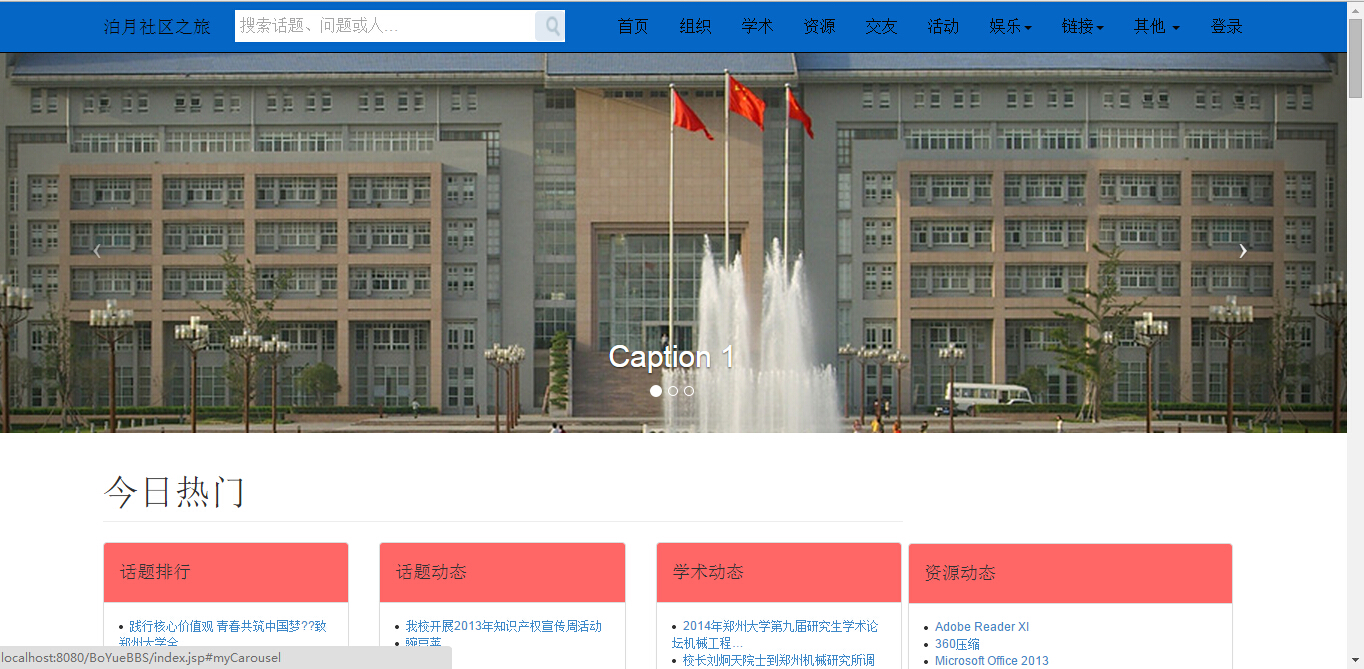 泊月社区之旅 搜索话题、问题或人... 首页 组织 学术 资源 交友 活动 娱乐 链接 其他 登录
Caption 1
今日热门
话题排行
践行核心价值观 青春共筑中国梦??致
郑州大学全
话题动态
我校开展2013年知识产权宣传周活动
豌豆荚
学术动态
2014年郑州大学第九届研究生学术论
坛机械工程...
校长刘炯天院士到郑州机械研究所调
资源动态
Adobe Reader XI
360压缩
Microsoft Office 2013
localhost:8080/BoYueBBS/index.jsp#myCarousel